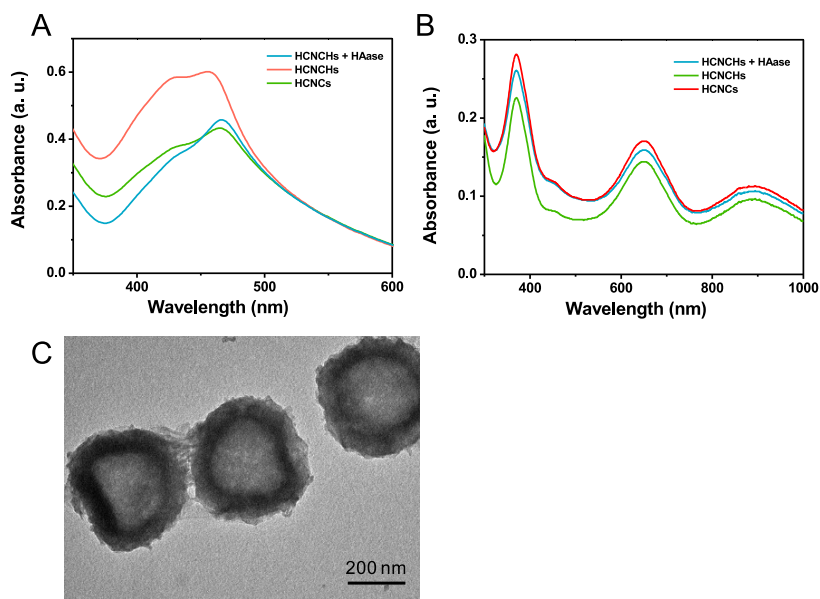 A
HCNCHs + HAase
HCNCHs
HCNCs
Absorbance (a. u.)
0.6
0.4
0.2
0.0
400
500
600
Wavelength (nm)
B
HCNCHs + HAase
HCNCHs
HCNCs
Absorbance (a. u.)
0.3
0.2
0.1
0.0
400
600
800
1000
Wavelength (nm)
C
200 nm